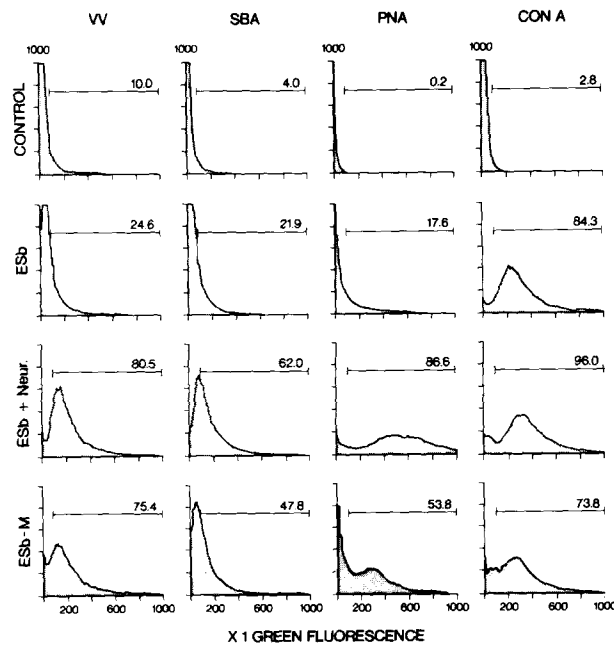 VV SBA PNA CON A
1000 1000 1000 1000
CONTROL 10.0 4.0 0.2 2.8
ESb 24.6 21.9 17.6 84.3
ESb + Neur. 80.5 62.0 86.6 96.0
ESb-M 75.4 47.8 53.8 73.8
200 600 1000 200 600 1000 200 600 1000 200 600 1000
X 1 GREEN FLUORESCENCE